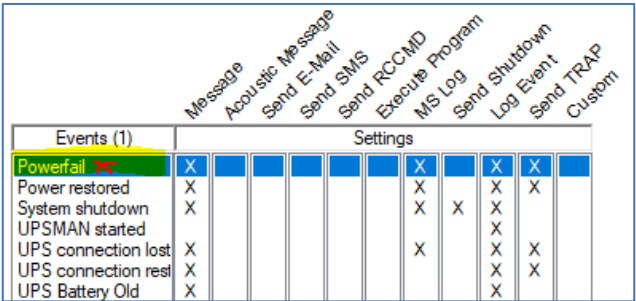 Message
Acoustic Message
Send E-Mail
Send SMS
Send RCCMD
Execute Program
MS Log
Send Shutdown
Log Event
Send TRAP
Custom
Events (1) Settings
Powerfail X X X X
Power restored X X X X
System shutdown X X X X
UPSMAN started X
UPS connection lost X X X X
UPS connection rest X X X
UPS Battery Old X X